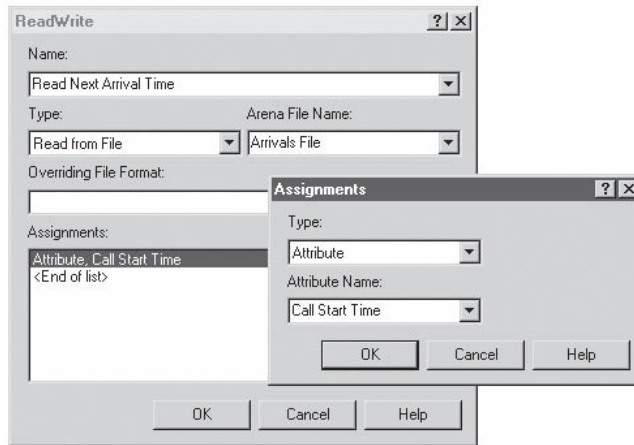 ReadWrite
Name:
Read Next Arrival Time
Type: Arena File Name:
Read from File Arrivals File
Overriding File Format:
Assignments:
Attribute, Call Start Time
<End of list>
OK Cancel Help
Assignments
Type:
Attribute
Attribute Name:
Call Start Time
OK Cancel Help